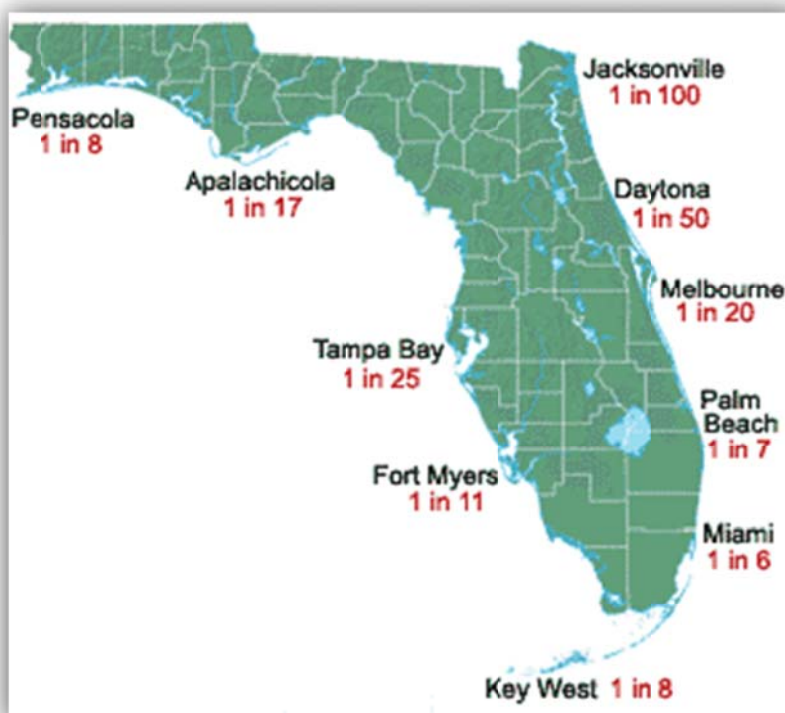 Jacksonville
1 in 100
Pensacola
1 in 8
Apalachicola
1 in 17
Daytona
1 in 50
Melbourne
1 in 20
Tampa Bay
1 in 25
Palm
Beach
1 in 7
Fort Myers
1 in 11
Miami
1 in 6
Key West 1 in 8